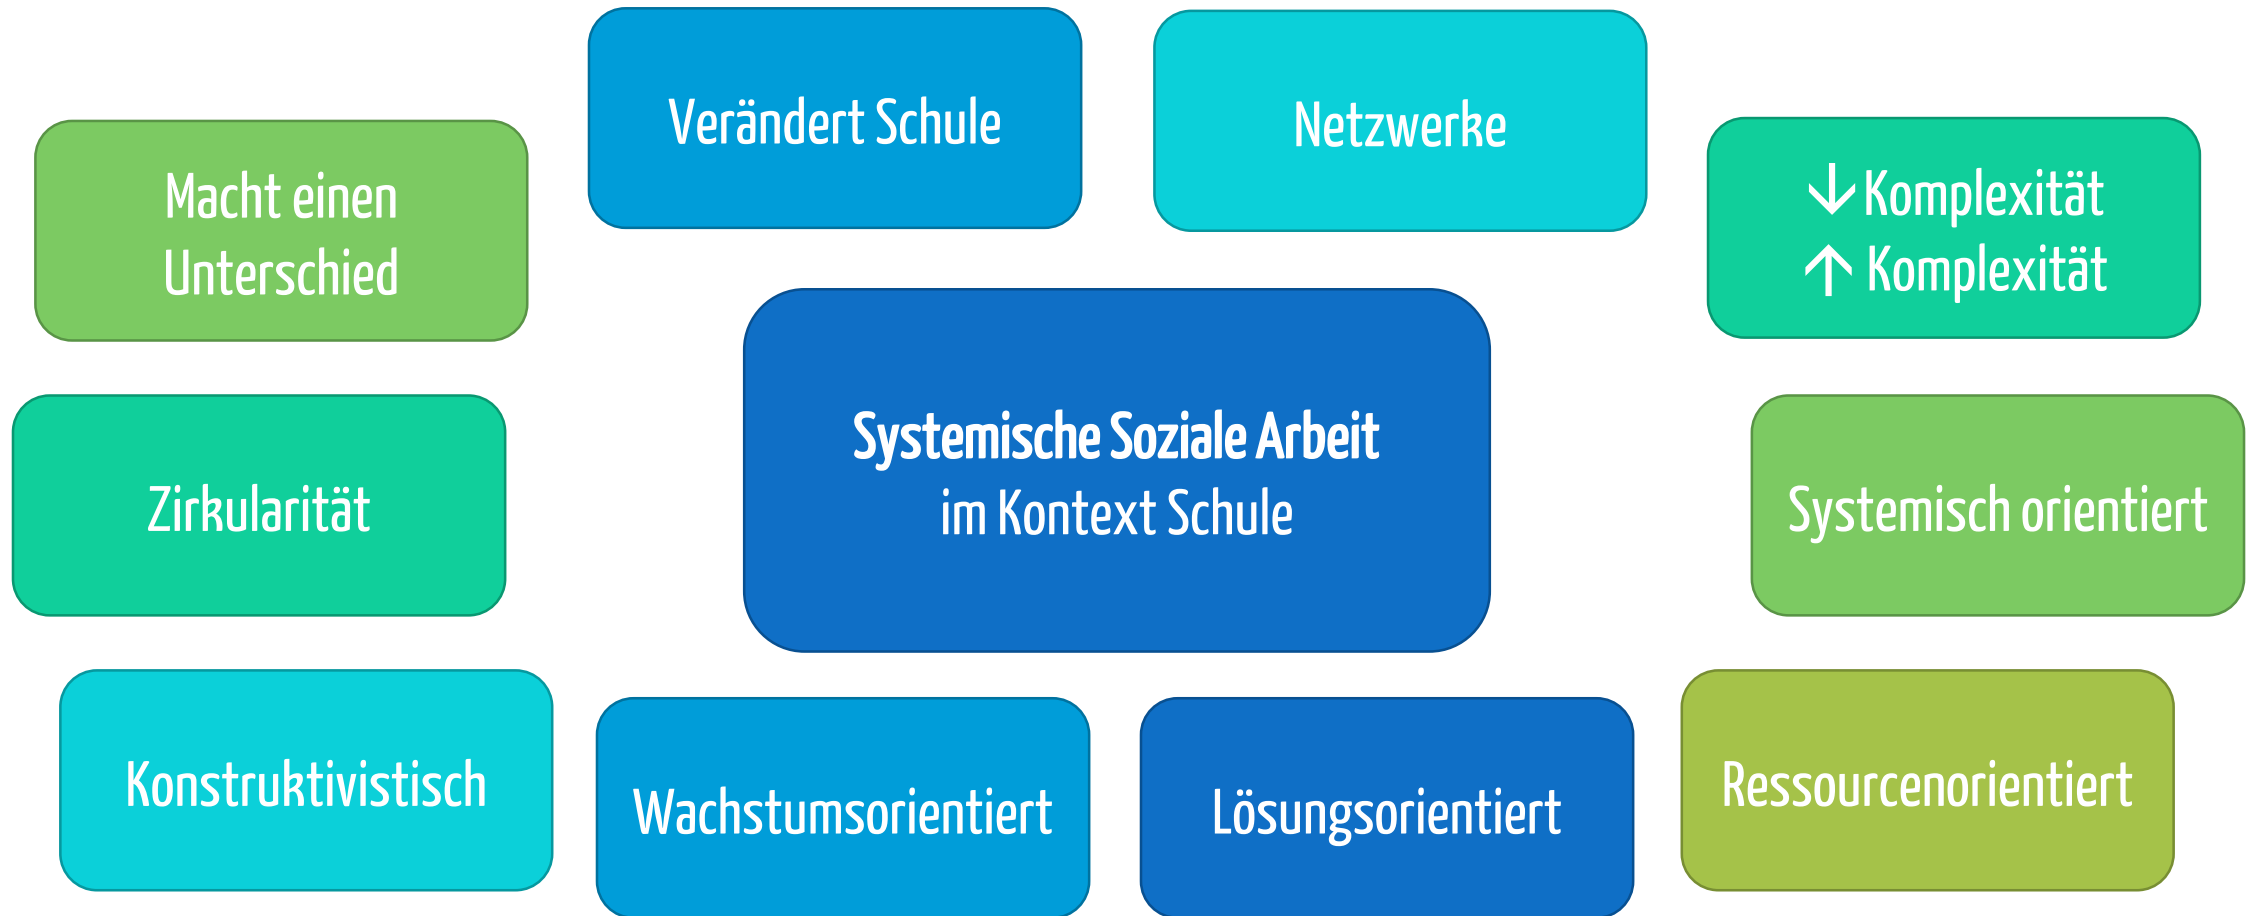 Verändert Schule
Netzwerke
Macht einen
Unterschied
↓ Komplexität
↑ Komplexität
Systemische Soziale Arbeit
im Kontext Schule
Zirkularität
Systemisch orientiert
Konstruktivistisch
Wachstumsorientiert
Lösungsorientiert
Ressourcenorientiert